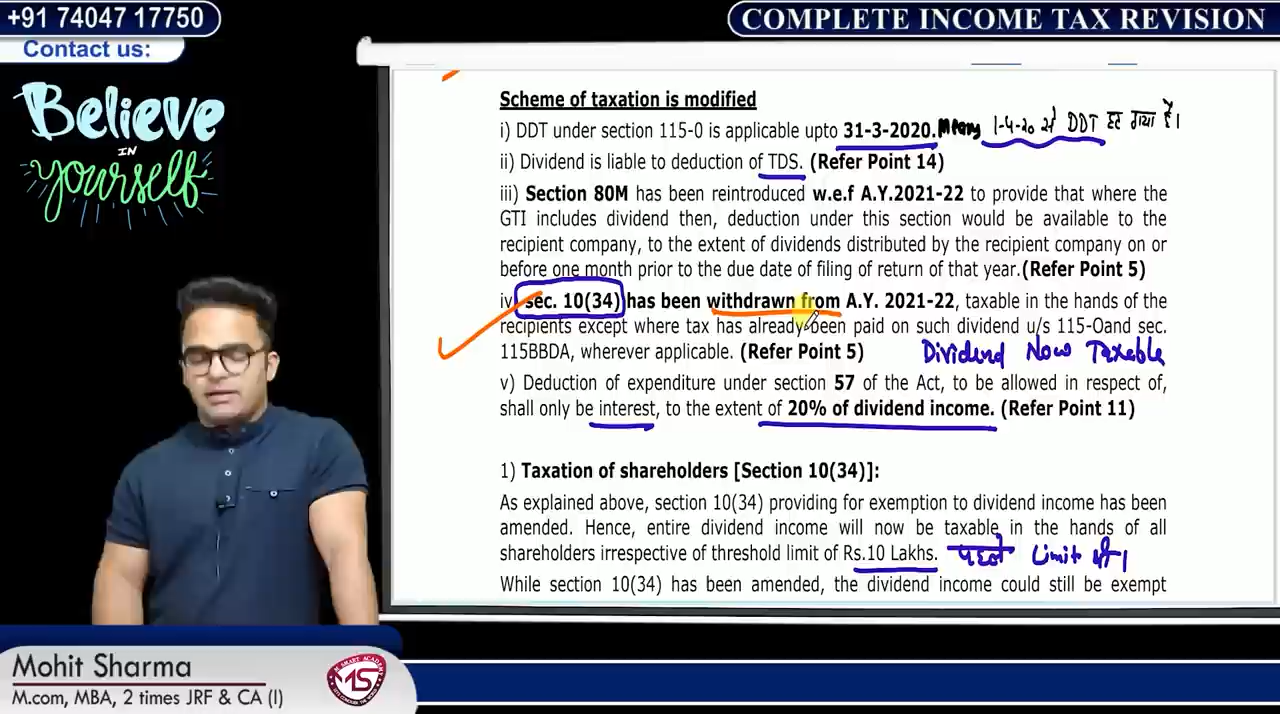 +91 74047 17750
COMPLETE INCOME TAX REVISION
Contact us:
Believe
IN
yourself
Scheme of taxation is modified
i) DDT under section 115-0 is applicable upto 31-3-2020. Means 1-4-20 से DDT हट गया है।
ii) Dividend is liable to deduction of TDS. (Refer Point 14)
iii) Section 80M has been reintroduced w.e.f A.Y.2021-22 to provide that where the
GTI includes dividend then, deduction under this section would be available to the
recipient company, to the extent of dividends distributed by the recipient company on or
before one month prior to the due date of filing of return of that year.(Refer Point 5)
iv) sec. 10(34) has been withdrawn from A.Y. 2021-22, taxable in the hands of the
recipients except where tax has already been paid on such dividend u/s 115-Oand sec.
115BBDA, wherever applicable. (Refer Point 5) Dividend Now Taxable
v) Deduction of expenditure under section 57 of the Act, to be allowed in respect of,
shall only be interest, to the extent of 20% of dividend income. (Refer Point 11)
1) Taxation of shareholders [Section 10(34)]:
As explained above, section 10(34) providing for exemption to dividend income has been
amended. Hence, entire dividend income will now be taxable in the hands of all
shareholders irrespective of threshold limit of Rs.10 Lakhs. पहले Limit थी।
While section 10(34) has been amended, the dividend income could still be exempt
Mohit Sharma
M.com, MBA, 2 times JRF & CA (I)
MS